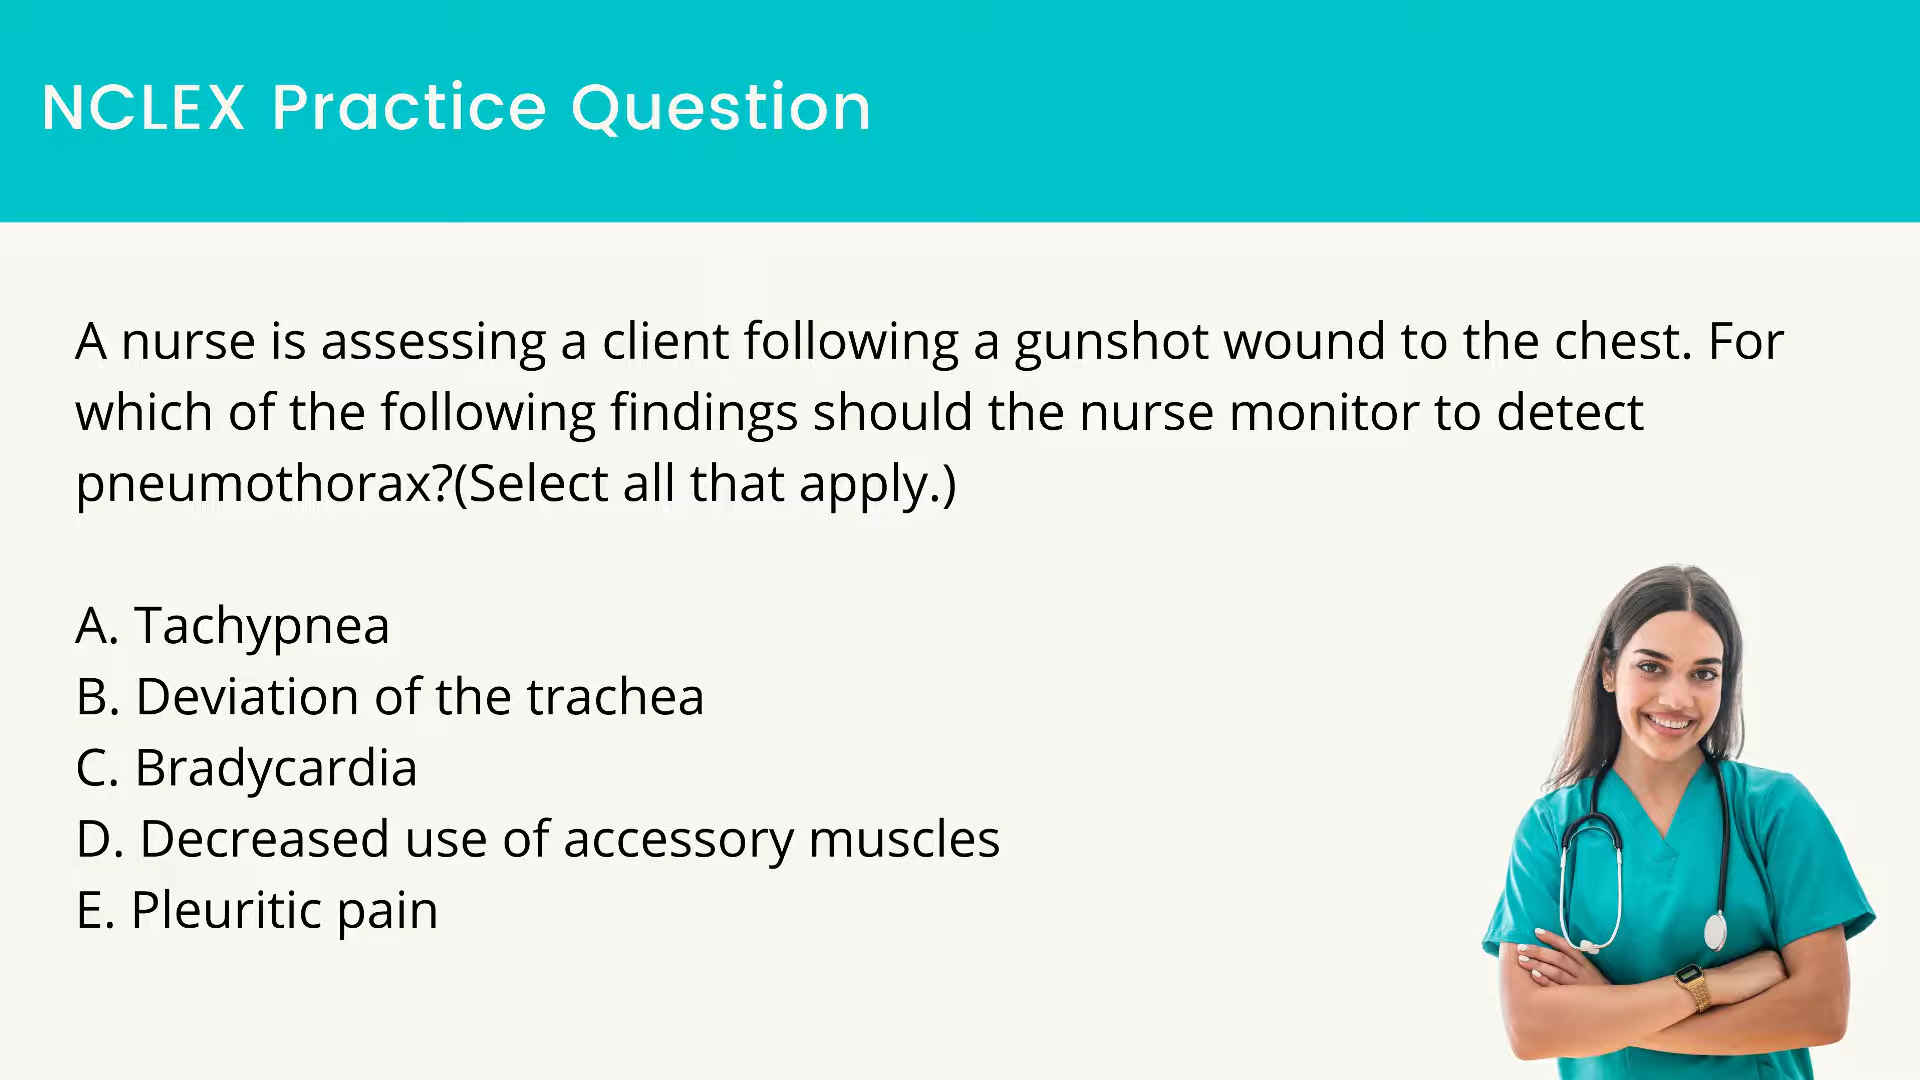 NCLEX Practice Question
A nurse is assessing a client following a gunshot wound to the chest. For
which of the following findings should the nurse monitor to detect
pneumothorax?(Select all that apply.)
A. Tachypnea
B. Deviation of the trachea
C. Bradycardia
D. Decreased use of accessory muscles
E. Pleuritic pain